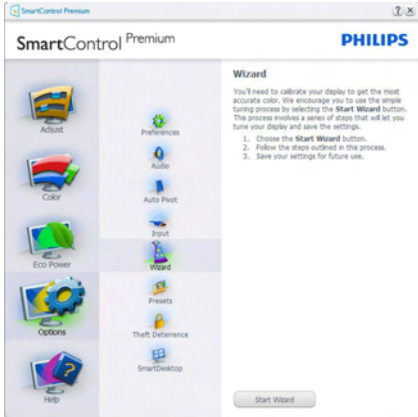 SmartControl Premium
SmartControl Premium
PHILIPS
Adjust
Color
Eco Power
Options
Help
Preferences
Audio
Auto Pivot
Input
Wizard
Presets
Theft Deterrence
SmartDesktop
Wizard
You'll need to calibrate your deplay to get the most
accurate color. We encourage you to use the simple
tuning process by selecting the Start Wizard button.
This process involves a series of steps that will let you
tune your deplay and save the settings.
1. Choose the Start Wizard button.
2. Follow the steps outlined in this process.
3. Save your settings for future use.
Start Wizard